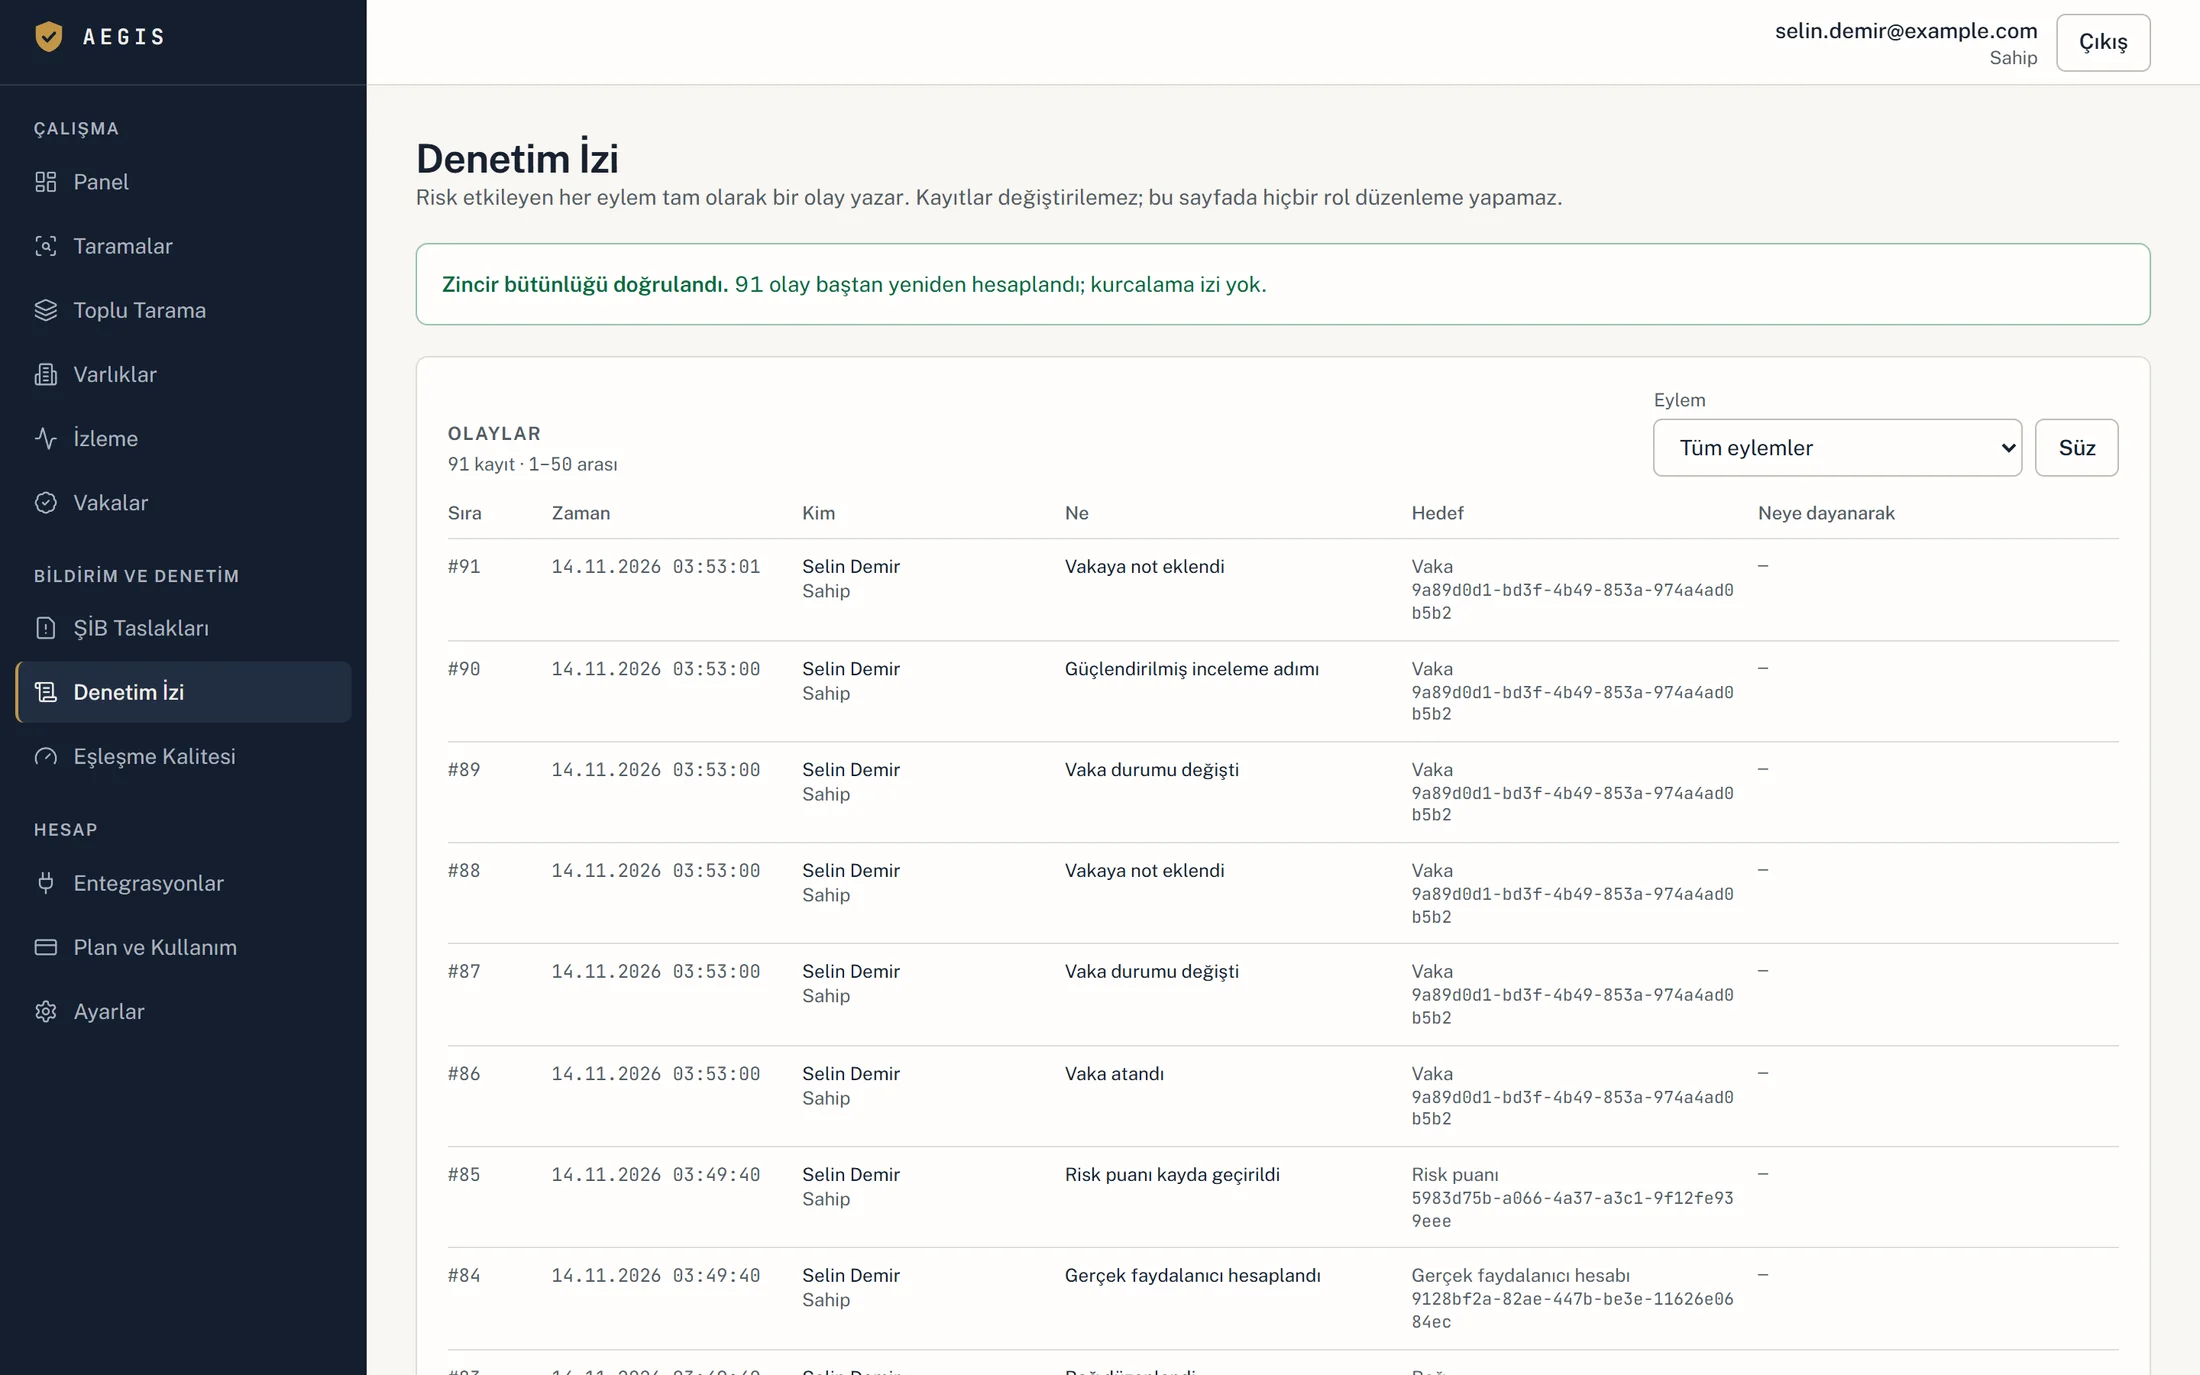 AEGIS
selin.demir@example.com
Sahip
Çıkış
ÇALIŞMA
Panel
Taramalar
Toplu Tarama
Varlıklar
İzleme
Vakalar
BİLDİRİM VE DENETİM
ŞİB Taslakları
Denetim İzi
Eşleşme Kalitesi
HESAP
Entegrasyonlar
Plan ve Kullanım
Ayarlar
Denetim İzi
Risk etkileyen her eylem tam olarak bir olay yazar. Kayıtlar değiştirilemez; bu sayfada hiçbir rol düzenleme yapamaz.
Zincir bütünlüğü doğrulandı. 91 olay baştan yeniden hesaplandı; kurcalama izi yok.
OLAYLAR
91 kayıt · 1–50 arası
Eylem
Tüm eylemler
Süz
Sıra Zaman Kim Ne Hedef Neye dayanarak
#91 14.11.2026 03:53:01 Selin Demir Vakaya not eklendi Vaka –
Sahip 9a89d0d1-bd3f-4b49-853a-974a4ad0
b5b2
#90 14.11.2026 03:53:00 Selin Demir Güçlendirilmiş inceleme adımı Vaka –
Sahip 9a89d0d1-bd3f-4b49-853a-974a4ad0
b5b2
#89 14.11.2026 03:53:00 Selin Demir Vaka durumu değişti Vaka –
Sahip 9a89d0d1-bd3f-4b49-853a-974a4ad0
b5b2
#88 14.11.2026 03:53:00 Selin Demir Vakaya not eklendi Vaka –
Sahip 9a89d0d1-bd3f-4b49-853a-974a4ad0
b5b2
#87 14.11.2026 03:53:00 Selin Demir Vaka durumu değişti Vaka –
Sahip 9a89d0d1-bd3f-4b49-853a-974a4ad0
b5b2
#86 14.11.2026 03:53:00 Selin Demir Vaka atandı Vaka –
Sahip 9a89d0d1-bd3f-4b49-853a-974a4ad0
b5b2
#85 14.11.2026 03:49:40 Selin Demir Risk puanı kayda geçirildi Risk puanı –
Sahip 5983d75b-a066-4a37-a3c1-9f12fe93
9eee
#84 14.11.2026 03:49:40 Selin Demir Gerçek faydalanıcı hesaplandı Gerçek faydalanıcı hesabı –
Sahip 9128bf2a-82ae-447b-be3e-11626e06
84ec